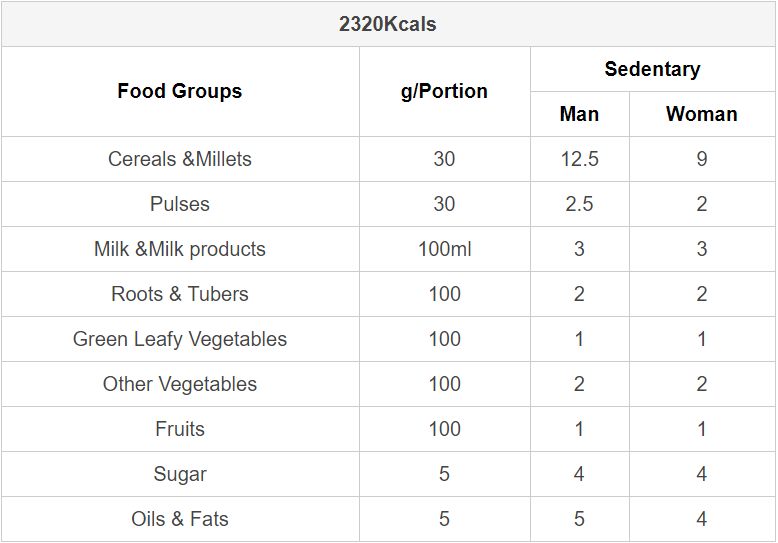 2320Kcals
Food Groups g/Portion Sedentary
Man Woman
Cereals &Millets 30 12.5 9
Pulses 30 2.5 2
Milk &Milk products 100ml 3 3
Roots & Tubers 100 2 2
Green Leafy Vegetables 100 1 1
Other Vegetables 100 2 2
Fruits 100 1 1
Sugar 5 4 4
Oils & Fats 5 5 4